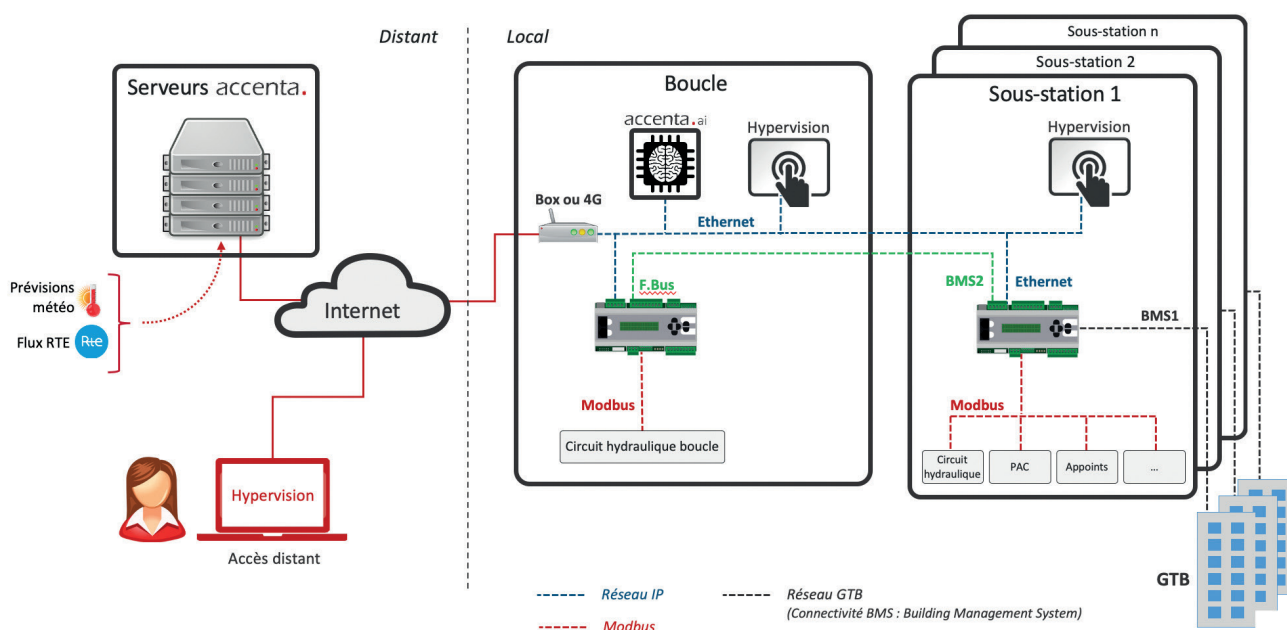 Distant
Local
Sous-station n
Sous-station 2
Sous-station 1
Boucle
Serveurs accenta.
accenta.ai
Hypervision
Hypervision
Box ou 4G
Ethernet
Prévisions
météo
Flux RTE
Rte
Internet
F.Bus
BMS2
Ethernet
BMS1
Modbus
Circuit hydraulique boucle
Modbus
Circuit
hydraulique
PAC
Appoints
...
Hypervision
Accès distant
GTB
Réseau IP
Modbus
Réseau GTB
(Connectivité BMS : Building Management System)